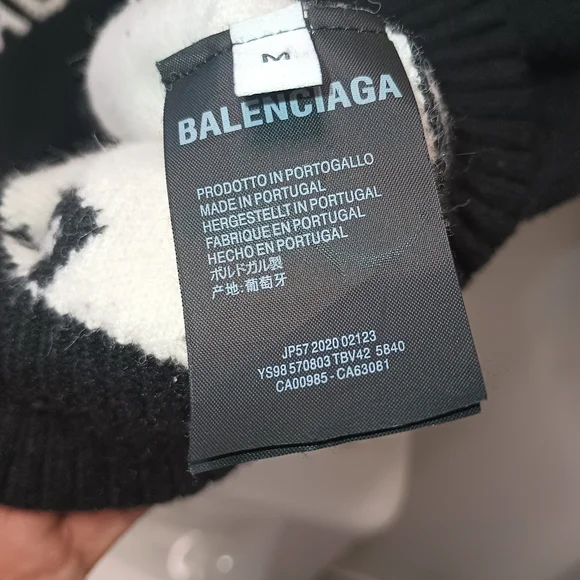 M
BALENCIAGA
PRODOTTO IN PORTOGALLO
MADE IN PORTUGAL
HERGESTELLT IN PORTUGAL
FABRIQUE EN PORTUGAL
HECHO EN PORTUGAL
ポルトガル製
产地:葡萄牙
JP57 2020 02123
YS98 570803 TBV42 5840
CA00985 - CA63081